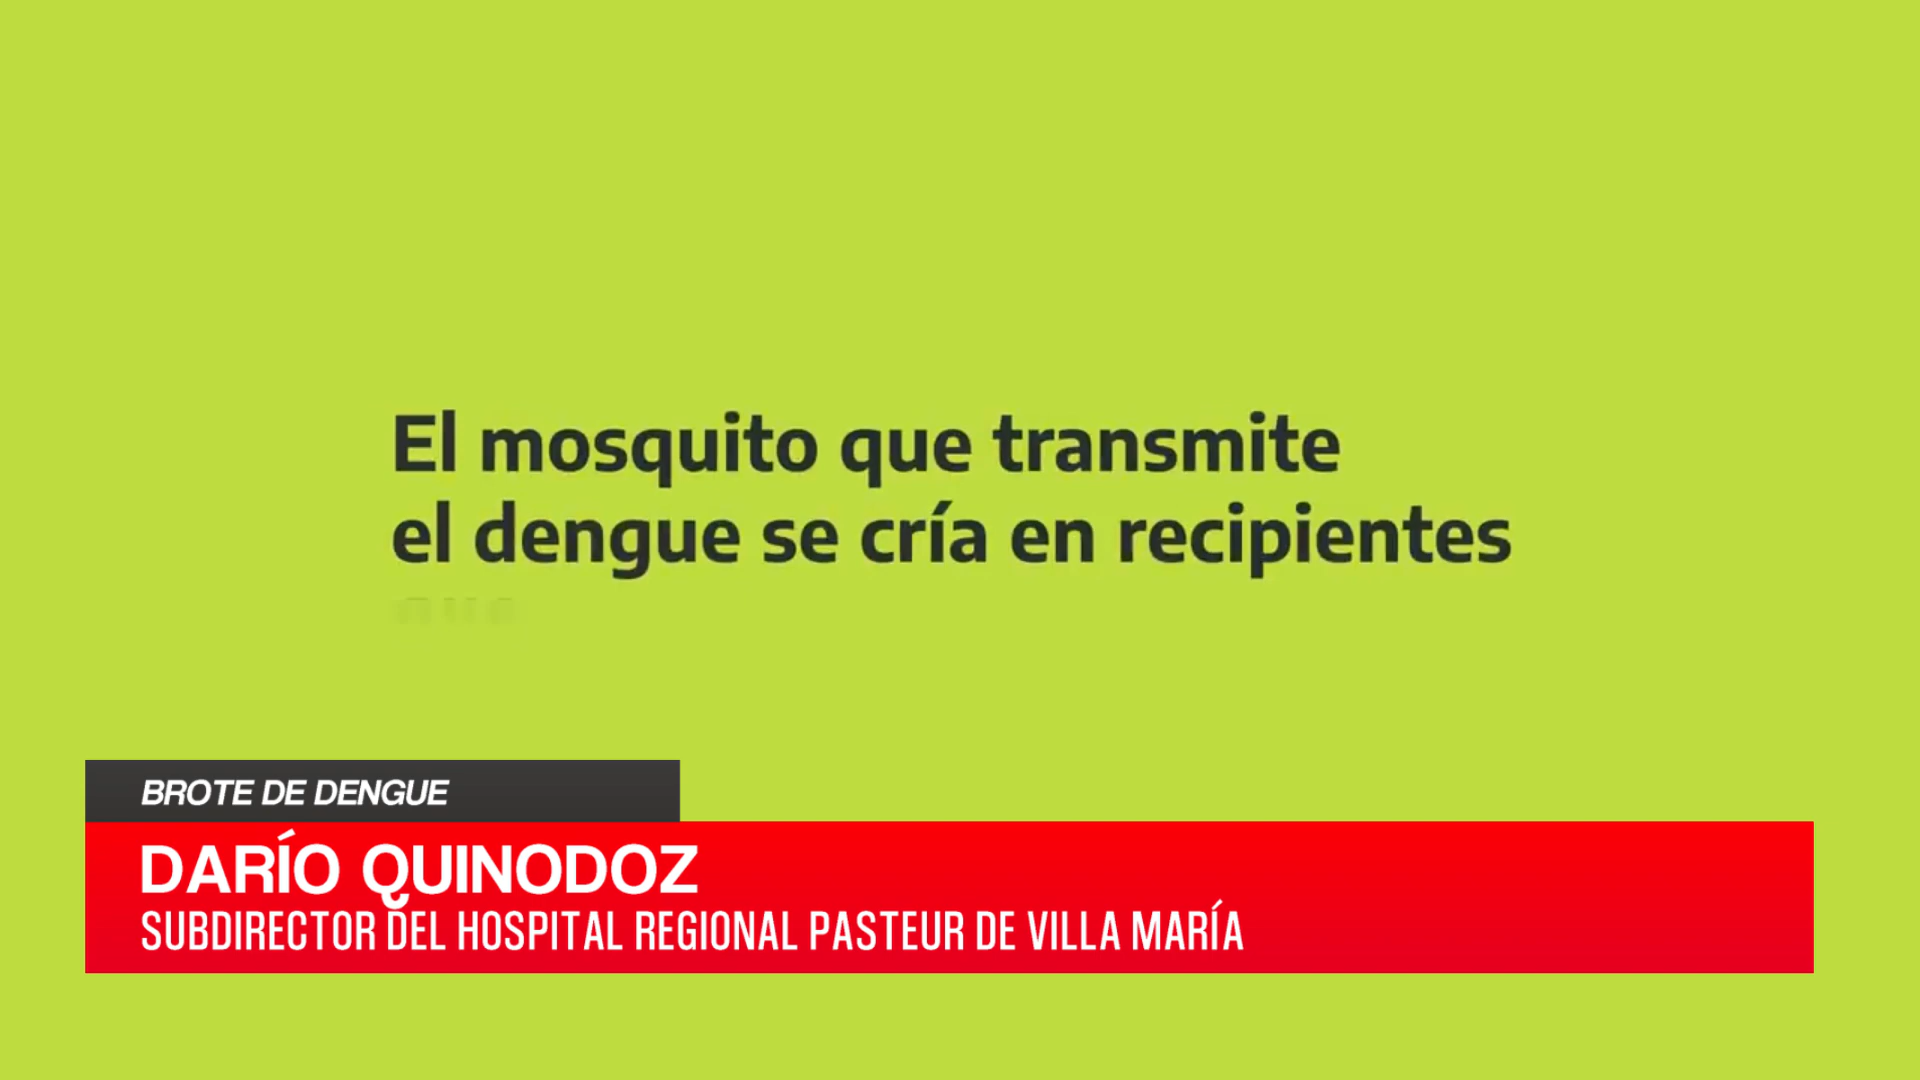 El mosquito que transmite
el dengue se cría en recipientes
BROTE DE DENGUE
DARÍO QUINODOZ
SUBDIRECTOR DEL HOSPITAL REGIONAL PASTEUR DE VILLA MARÍA